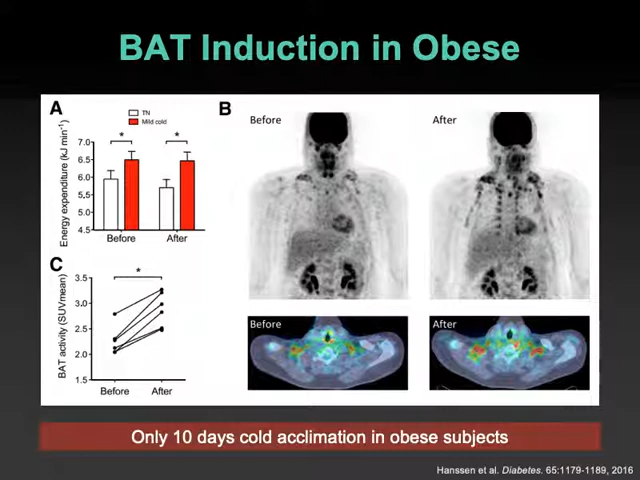 BAT Induction in Obese
A
TN
Mild cold
Energy expenditure (kJ min⁻¹)
7.0
6.5
6.0
5.5
5.0
4.5
*
*
Before
After
B
Before
After
C
BAT activity (SUVmean)
3.5
3.0
2.5
2.0
1.5
*
Before
After
Before
After
Only 10 days cold acclimation in obese subjects
Hanssen et al. Diabetes. 65:1179-1189, 2016